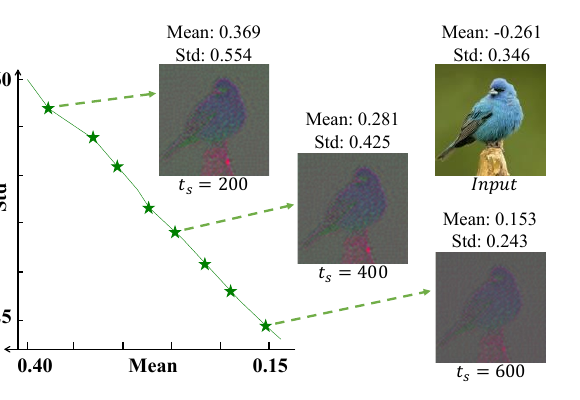 Mean: 0.369
Std: 0.554
t_s = 200
Mean: 0.281
Std: 0.425
t_s = 400
Mean: -0.261
Std: 0.346
Input
Mean: 0.153
Std: 0.243
t_s = 600
0.40
Mean
0.15